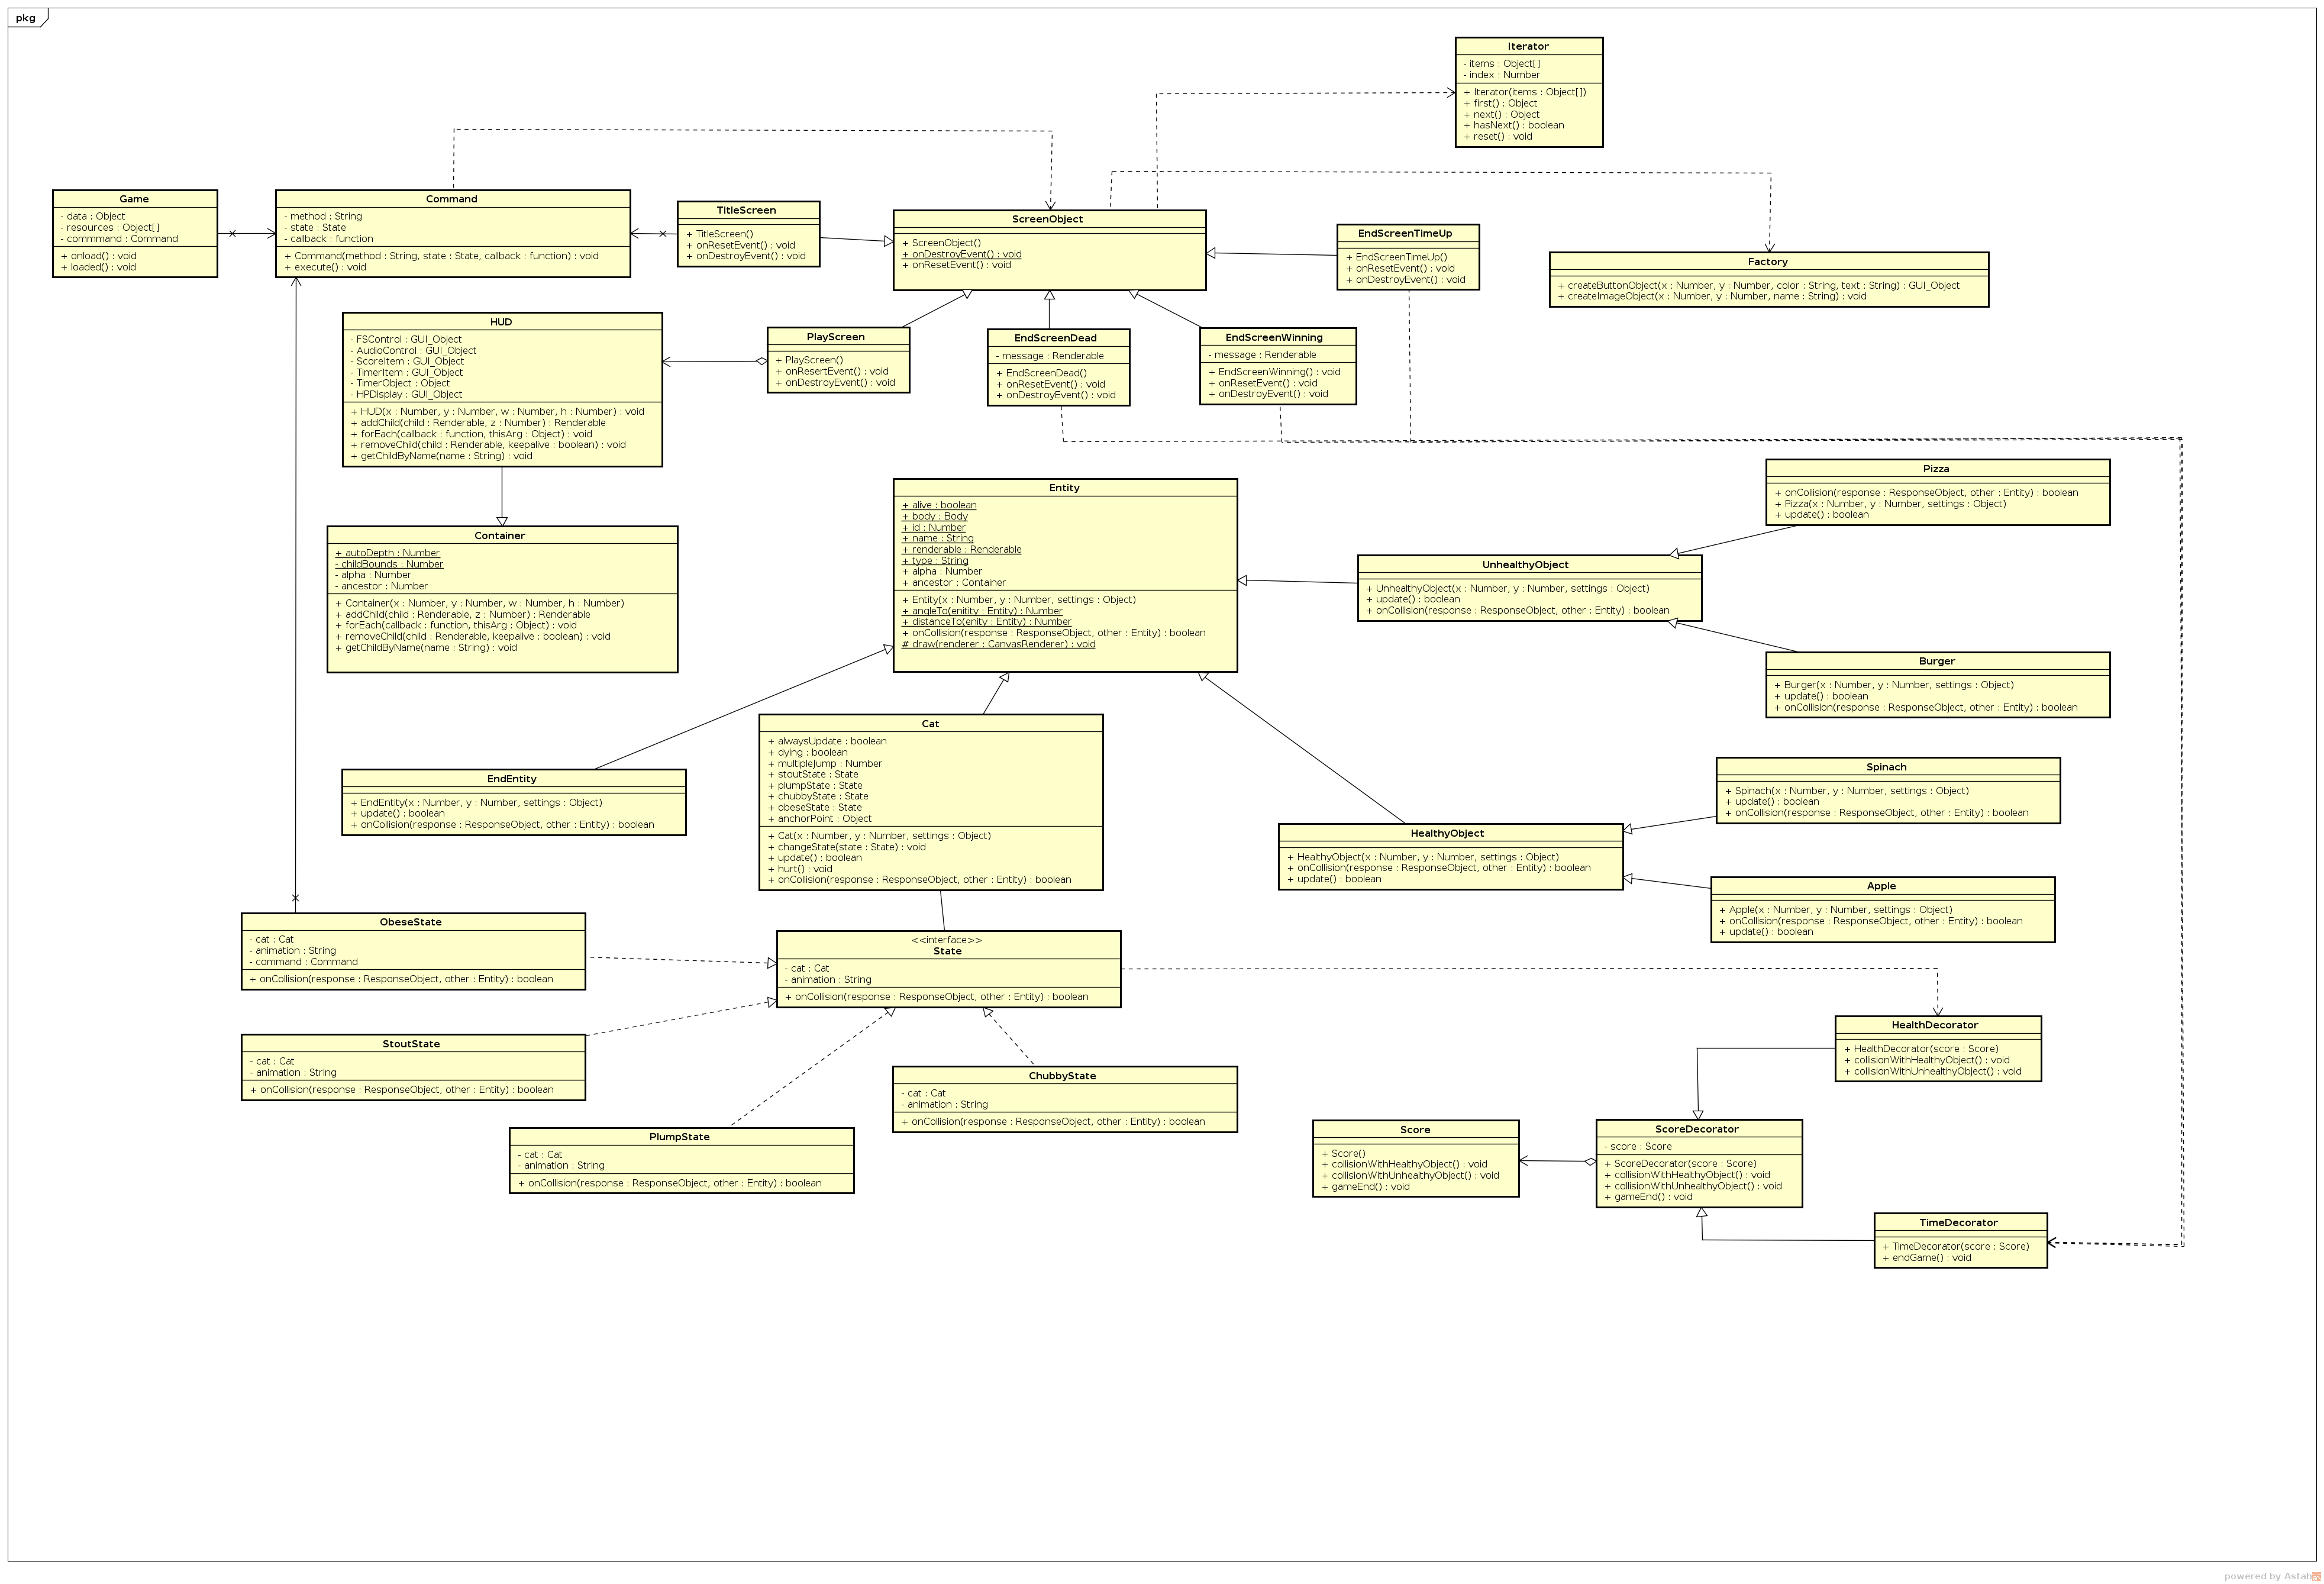 pkg
Iterator
- items : Object[]
- index : Number
+ Iterator(items : Object[])
+ first() : Object
+ next() : Object
+ hasNext() : boolean
+ reset() : void
Game
- data : Object
- resources : Object[]
- commmand : Command
+ onload() : void
+ loaded() : void
Command
- method : String
- state : State
- callback : function
+ Command(method : String, state : State, callback : function) : void
+ execute() : void
TitleScreen
+ TitleScreen()
+ onResetEvent() : void
+ onDestroyEvent() : void
ScreenObject
+ ScreenObject()
+ onDestroyEvent() : void
+ onResetEvent() : void
EndScreenTimeUp
+ EndScreenTimeUp()
+ onResetEvent() : void
+ onDestroyEvent() : void
Factory
+ createButtonObject(x : Number, y : Number, color : String, text : String) : GUI_Object
+ createImageObject(x : Number, y : Number, name : String) : void
HUD
- FSControl : GUI_Object
- AudioControl : GUI_Object
- ScoreItem : GUI_Object
- TimerItem : GUI_Object
- TimerObject : Object
- HPDisplay : GUI_Object
+ HUD(x : Number, y : Number, w : Number, h : Number) : void
+ addChild(child : Renderable, z : Number) : Renderable
+ forEach(callback : function, thisArg : Object) : void
+ removeChild(child : Renderable, keepalive : boolean) : void
+ getChildByName(name : String) : void
PlayScreen
+ PlayScreen()
+ onResertEvent() : void
+ onDestroyEvent() : void
EndScreenDead
- message : Renderable
+ EndScreenDead()
+ onResetEvent() : void
+ onDestroyEvent() : void
EndScreenWinning
- message : Renderable
+ EndScreenWinning() : void
+ onResetEvent() : void
+ onDestroyEvent() : void
Container
+ autoDepth : Number
- childBounds : Number
- alpha : Number
- ancestor : Number
+ Container(x : Number, y : Number, w : Number, h : Number)
+ addChild(child : Renderable, z : Number) : Renderable
+ forEach(callback : function, thisArg : Object) : void
+ removeChild(child : Renderable, keepalive : boolean) : void
+ getChildByName(name : String) : void
Entity
+ alive : boolean
+ body : Body
+ id : Number
+ name : String
+ renderable : Renderable
+ type : String
+ alpha : Number
+ ancestor : Container
+ Entity(x : Number, y : Number, settings : Object)
+ angleTo(enitity : Entity) : Number
+ distanceTo(enity : Entity) : Number
+ onCollision(response : ResponseObject, other : Entity) : boolean
# draw(renderer : CanvasRenderer) : void
Pizza
+ onCollision(response : ResponseObject, other : Entity) : boolean
+ Pizza(x : Number, y : Number, settings : Object)
+ update() : boolean
UnhealthyObject
+ UnhealthyObject(x : Number, y : Number, settings : Object)
+ update() : boolean
+ onCollision(response : ResponseObject, other : Entity) : boolean
Burger
+ Burger(x : Number, y : Number, settings : Object)
+ update() : boolean
+ onCollision(response : ResponseObject, other : Entity) : boolean
Cat
+ alwaysUpdate : boolean
+ dying : boolean
+ multipleJump : Number
+ stoutState : State
+ plumpState : State
+ chubbyState : State
+ obeseState : State
+ anchorPoint : Object
+ Cat(x : Number, y : Number, settings : Object)
+ changeState(state : State) : void
+ update() : boolean
+ hurt() : void
+ onCollision(response : ResponseObject, other : Entity) : boolean
EndEntity
+ EndEntity(x : Number, y : Number, settings : Object)
+ update() : boolean
+ onCollision(response : ResponseObject, other : Entity) : boolean
Spinach
+ Spinach(x : Number, y : Number, settings : Object)
+ update() : boolean
+ onCollision(response : ResponseObject, other : Entity) : boolean
HealthyObject
+ HealthyObject(x : Number, y : Number, settings : Object)
+ onCollision(response : ResponseObject, other : Entity) : boolean
+ update() : boolean
Apple
+ Apple(x : Number, y : Number, settings : Object)
+ onCollision(response : ResponseObject, other : Entity) : boolean
+ update() : boolean
ObeseState
- cat : Cat
- animation : String
- command : Command
+ onCollision(response : ResponseObject, other : Entity) : boolean
<<interface>>
State
- cat : Cat
- animation : String
+ onCollision(response : ResponseObject, other : Entity) : boolean
HealthDecorator
+ HealthDecorator(score : Score)
+ collisionWithHealthyObject() : void
+ collisionWithUnhealthyObject() : void
StoutState
- cat : Cat
- animation : String
+ onCollision(response : ResponseObject, other : Entity) : boolean
ChubbyState
- cat : Cat
- animation : String
+ onCollision(response : ResponseObject, other : Entity) : boolean
PlumpState
- cat : Cat
- animation : String
+ onCollision(response : ResponseObject, other : Entity) : boolean
Score
+ Score()
+ collisionWithHealthyObject() : void
+ collisionWithUnhealthyObject() : void
+ gameEnd() : void
ScoreDecorator
- score : Score
+ ScoreDecorator(score : Score)
+ collisionWithHealthyObject() : void
+ collisionWithUnhealthyObject() : void
+ gameEnd() : void
TimeDecorator
+ TimeDecorator(score : Score)
+ endGame() : void
powered by Astah